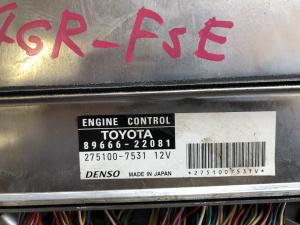 4GR-FSE
ENGINE CONTROL
TOYOTA
89666-22081
275100-7531 12V
DENSO MADE IN JAPAN
*2751007531V*